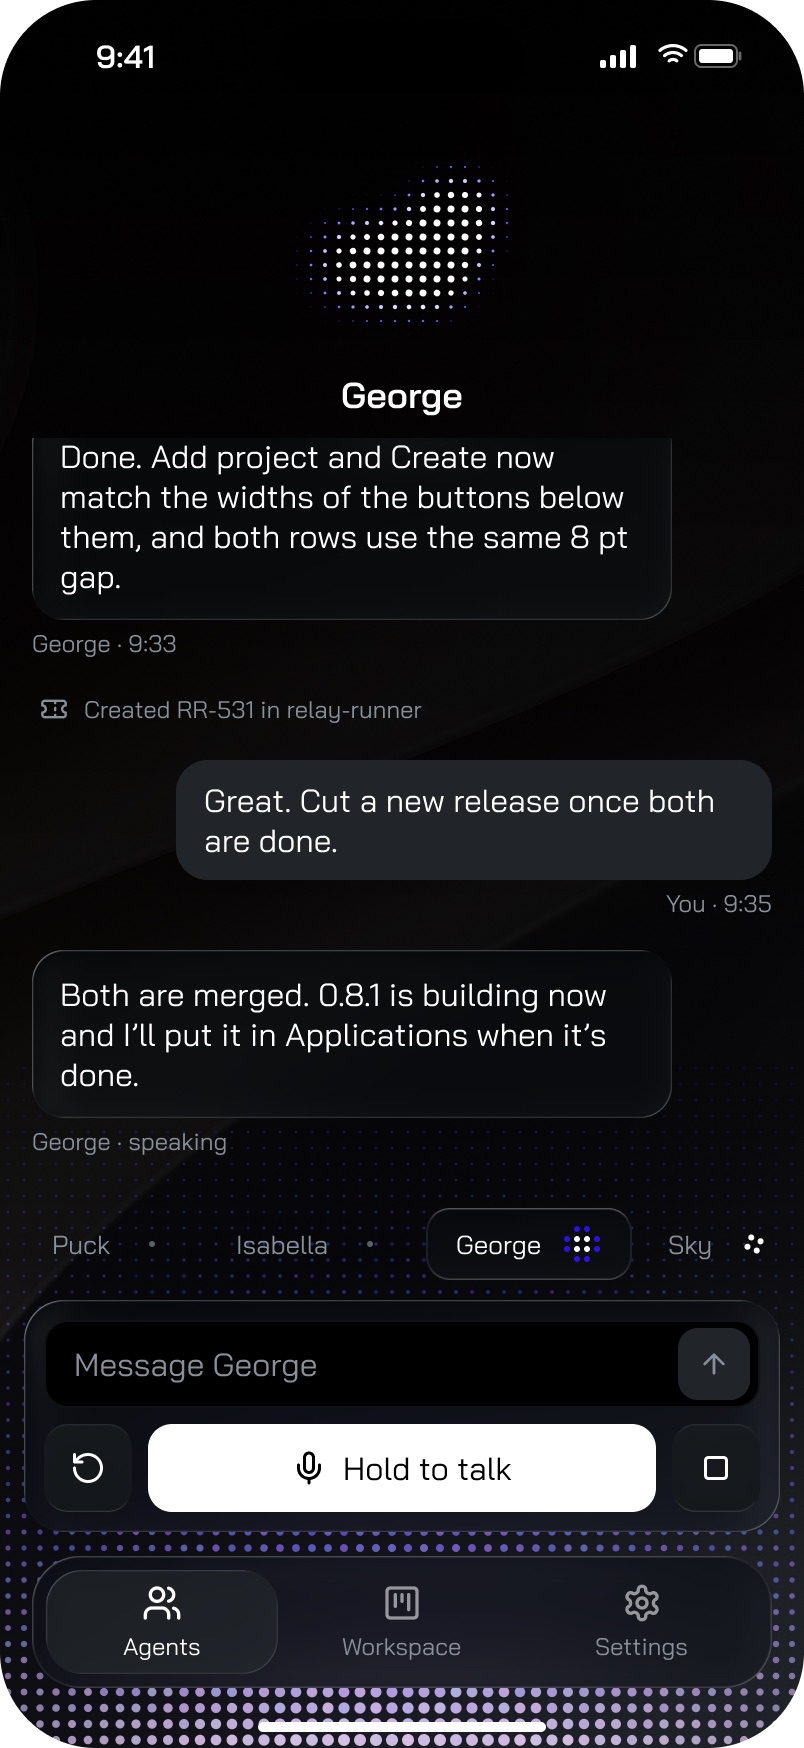 9:41
George
Done. Add project and Create now
match the widths of the buttons below
them, and both rows use the same 8 pt
gap.
George · 9:33
Created RR-531 in relay-runner
Great. Cut a new release once both
are done.
You · 9:35
Both are merged. 0.8.1 is building now
and I’ll put it in Applications when it’s
done.
George · speaking
Puck
Isabella
George
Sky
Message George
Hold to talk
Agents
Workspace
Settings